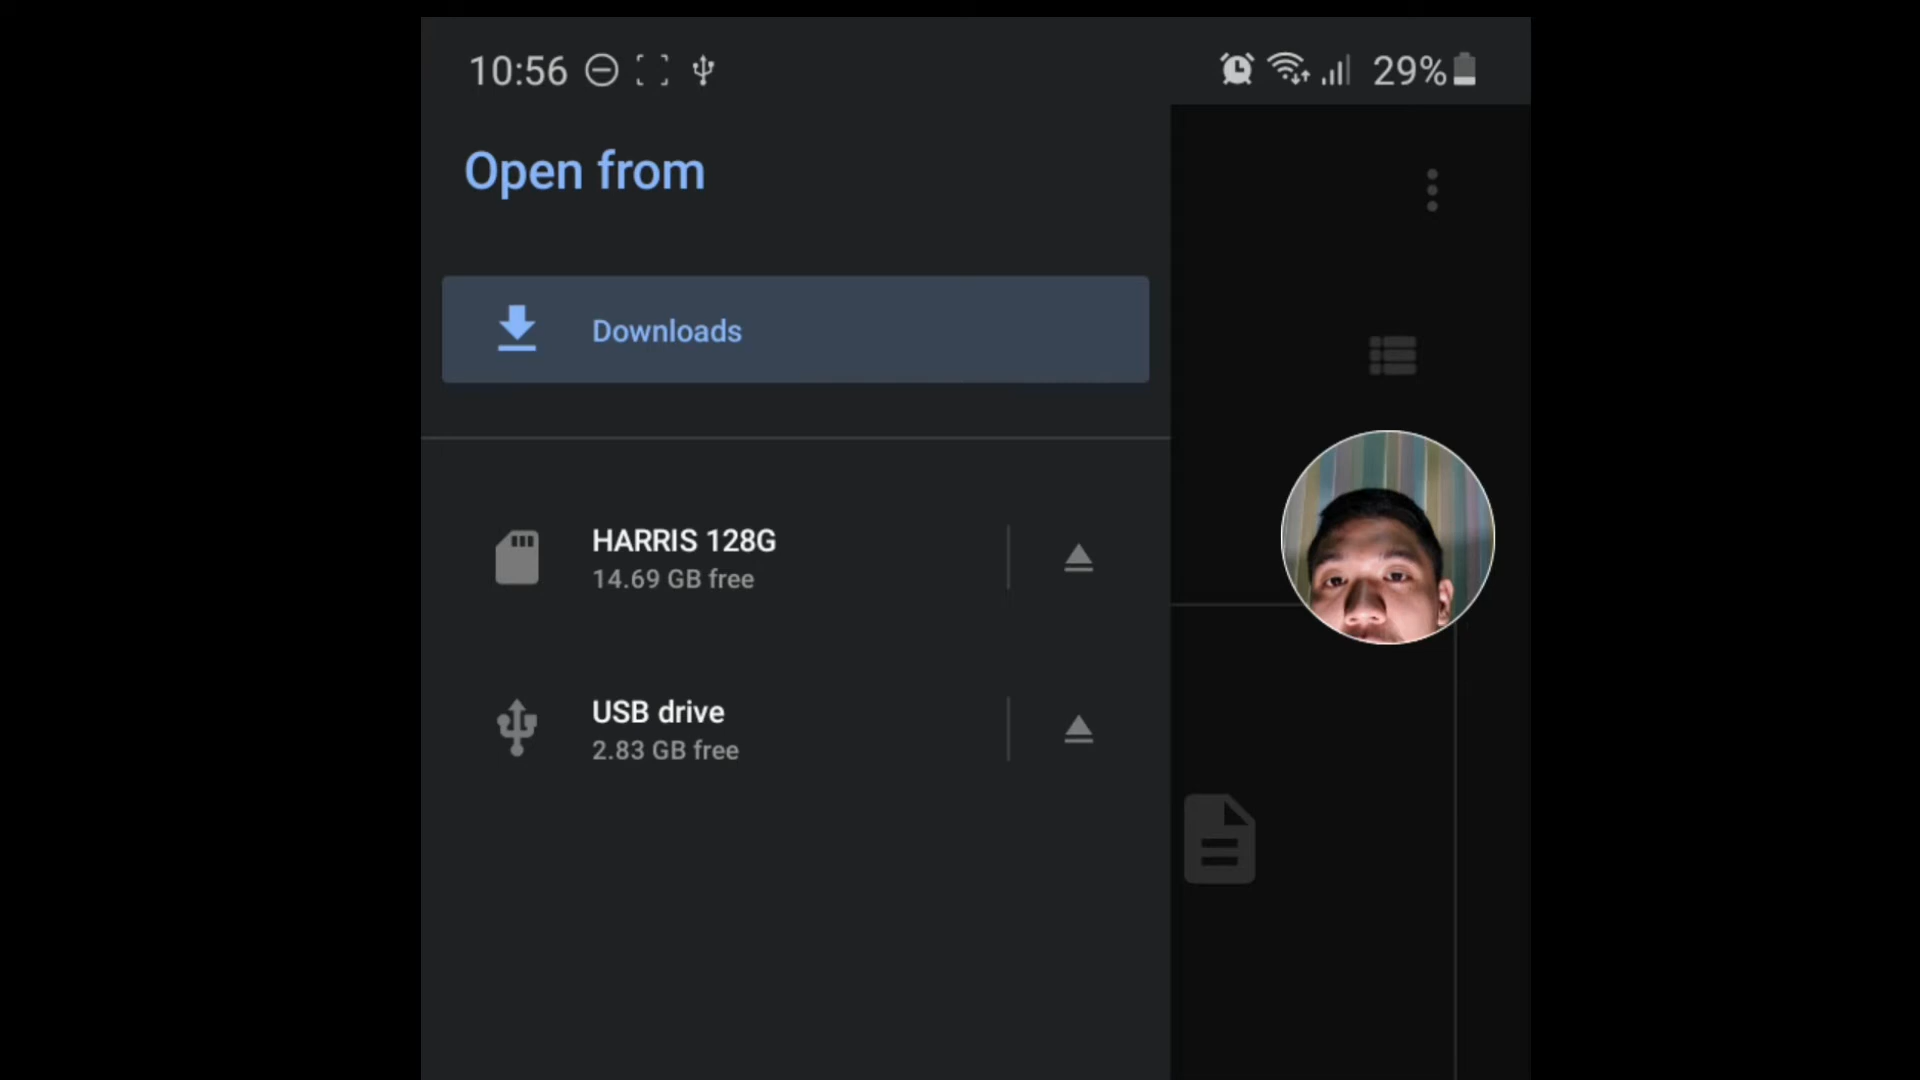 10:56
29%
Open from
Downloads
HARRIS 128G
14.69 GB free
USB drive
2.83 GB free